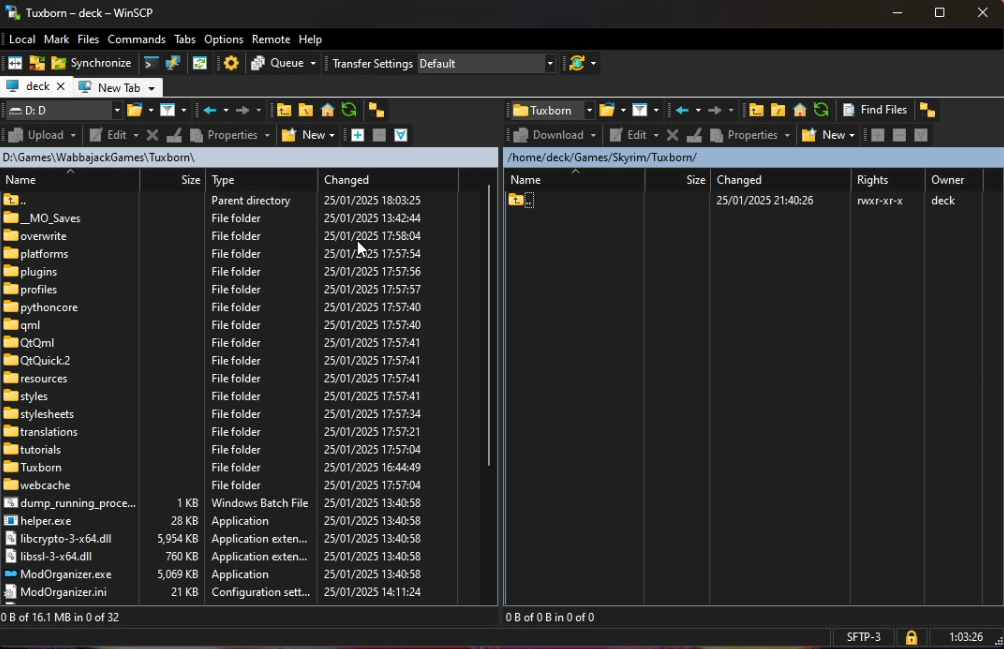 Tuxborn – deck – WinSCP
Local Mark Files Commands Tabs Options Remote Help
Synchronize Queue Transfer Settings Default
deck New Tab
D: D Tuxborn Find Files
Upload Edit Properties New Download Edit Properties New
D:\Games\WabbajackGames\Tuxborn\ /home/deck/Games/Skyrim/Tuxborn/
Name Size Type Changed Name Size Changed Rights Owner
.. Parent directory 25/01/2025 18:03:25 .. 25/01/2025 21:40:26 rwxr-xr-x deck
__MO_Saves File folder 25/01/2025 13:42:44
overwrite File folder 25/01/2025 17:58:04
platforms File folder 25/01/2025 17:57:54
plugins File folder 25/01/2025 17:57:56
profiles File folder 25/01/2025 17:57:57
pythoncore File folder 25/01/2025 17:57:40
qml File folder 25/01/2025 17:57:40
QtQml File folder 25/01/2025 17:57:41
QtQuick.2 File folder 25/01/2025 17:57:41
resources File folder 25/01/2025 17:57:41
styles File folder 25/01/2025 17:57:41
stylesheets File folder 25/01/2025 17:57:34
translations File folder 25/01/2025 17:57:21
tutorials File folder 25/01/2025 17:57:04
Tuxborn File folder 25/01/2025 16:44:49
webcache File folder 25/01/2025 17:57:04
dump_running_proce... 1 KB Windows Batch File 25/01/2025 13:40:58
helper.exe 28 KB Application 25/01/2025 13:40:58
libcrypto-3-x64.dll 5,954 KB Application exten... 25/01/2025 13:40:58
libssl-3-x64.dll 760 KB Application exten... 25/01/2025 13:40:58
ModOrganizer.exe 5,069 KB Application 25/01/2025 13:40:58
ModOrganizer.ini 21 KB Configuration sett... 25/01/2025 14:11:24
0 B of 16.1 MB in 0 of 32 0 B of 0 B in 0 of 0
SFTP-3 1:03:26